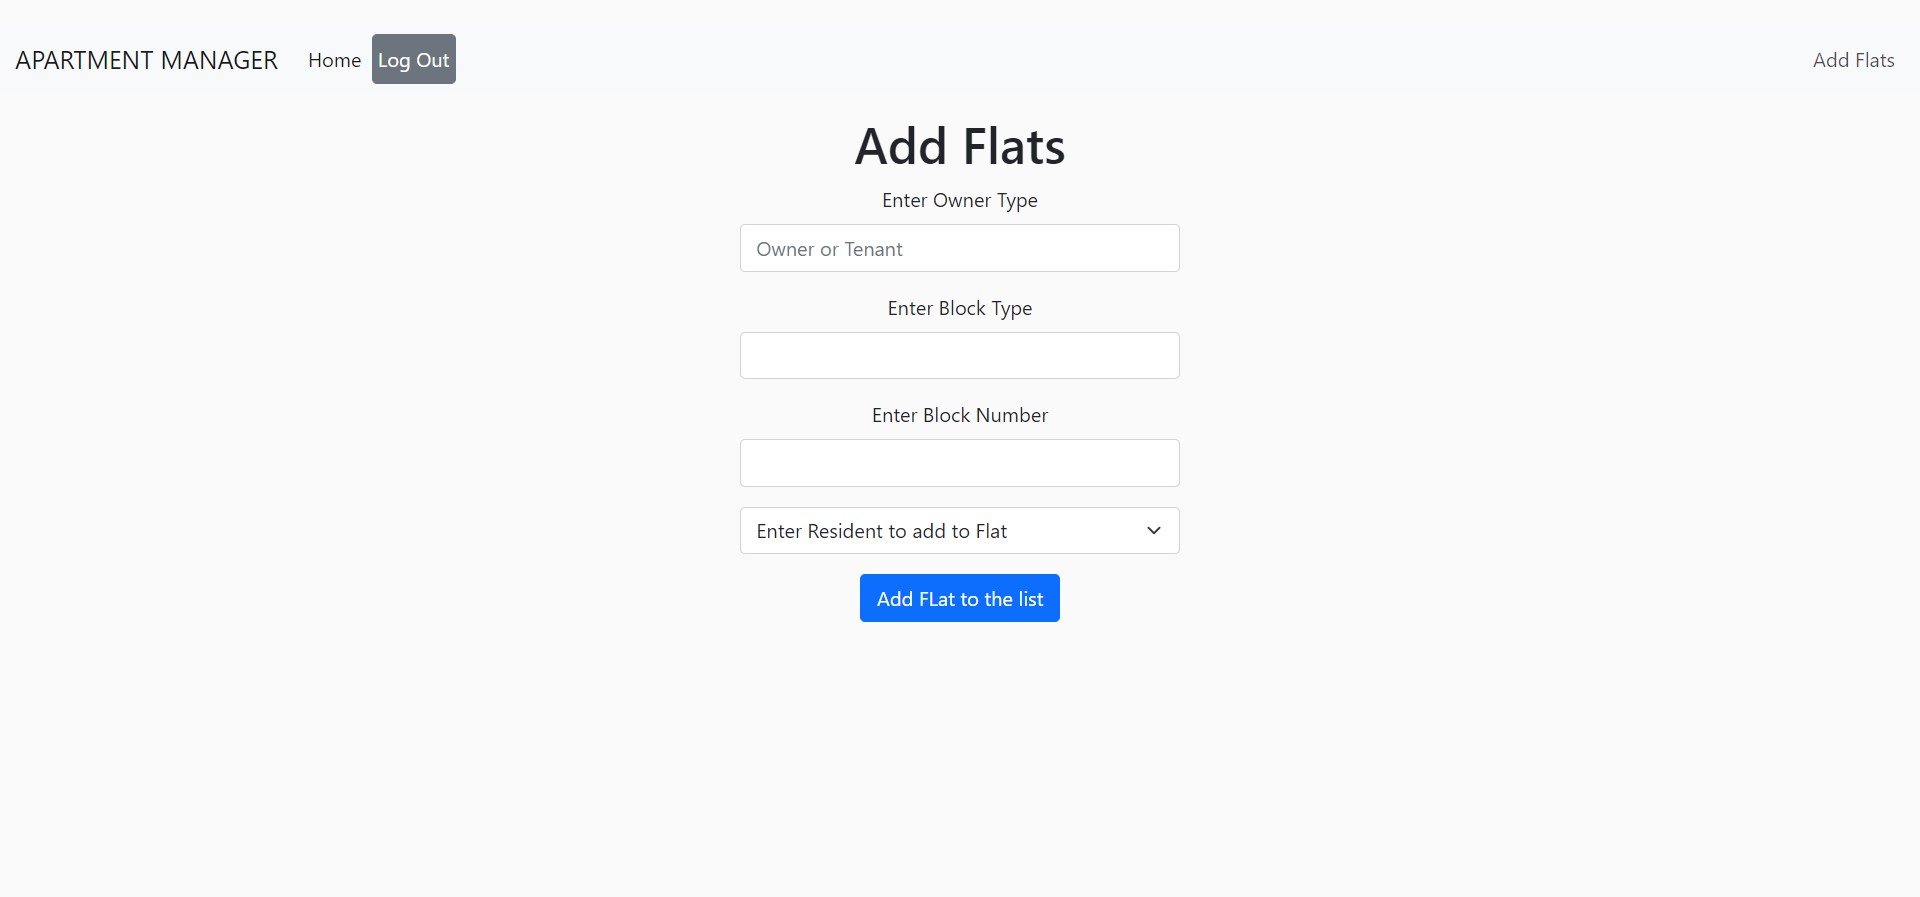 APARTMENT MANAGER Home Log Out Add Flats
Add Flats
Enter Owner Type
Owner or Tenant
Enter Block Type
Enter Block Number
Enter Resident to add to Flat
Add FLat to the list